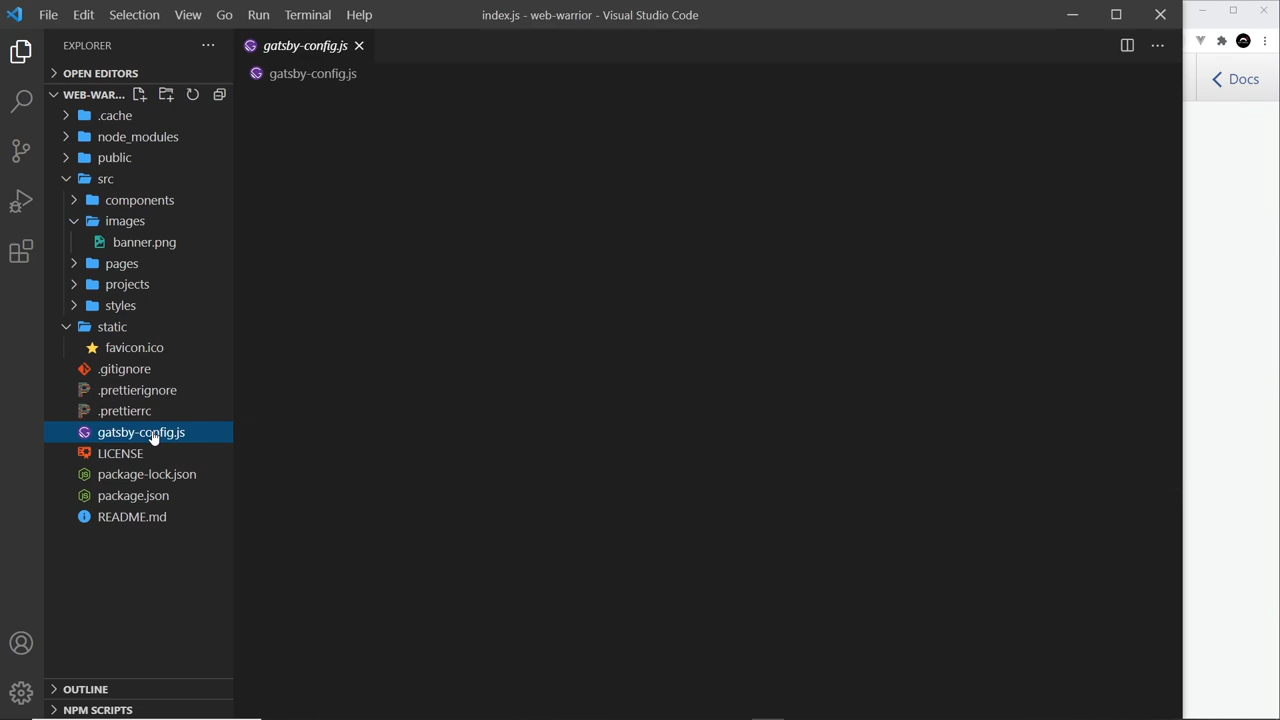 File Edit Selection View Go Run Terminal Help
index.js - web-warrior - Visual Studio Code
EXPLORER
OPEN EDITORS
WEB-WAR...
.cache
node_modules
public
src
components
images
banner.png
pages
projects
styles
static
favicon.ico
.gitignore
.prettierignore
.prettierrc
gatsby-config.js
LICENSE
package-lock.json
package.json
README.md
OUTLINE
NPM SCRIPTS
gatsby-config.js
gatsby-config.js
Docs